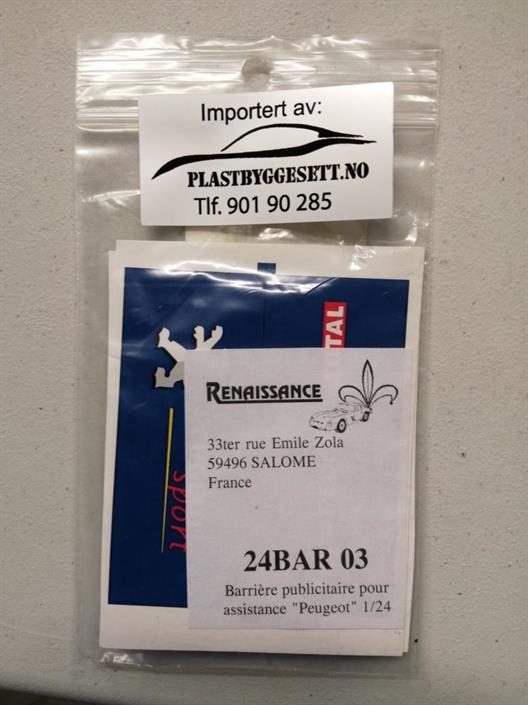 Importert av:
PLASTBYGGESETT.NO
Tlf. 901 90 285
TAL
RENAISSANCE
33ter rue Emile Zola
59496 SALOME
France
sport
24BAR 03
Barrière publicitaire pour
assistance "Peugeot" 1/24